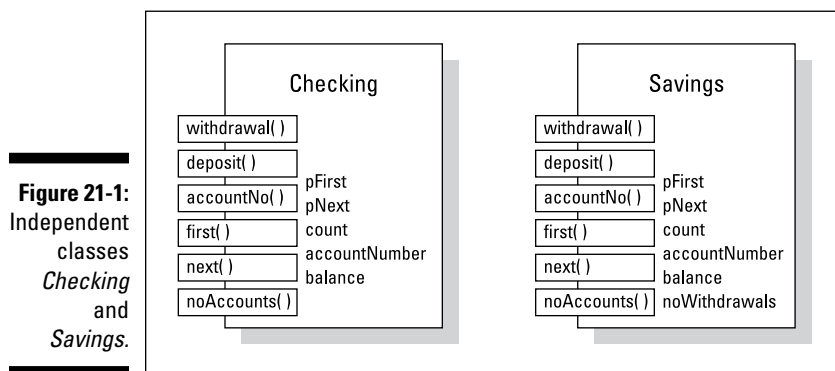 Figure 21-1:
Independent
classes
Checking
and
Savings.
Checking
withdrawal( )
deposit( )
accountNo( )
first( )
next( )
noAccounts( )
pFirst
pNext
count
accountNumber
balance
Savings
withdrawal( )
deposit( )
accountNo( )
first( )
next( )
noAccounts( )
pFirst
pNext
count
accountNumber
balance
noWithdrawals